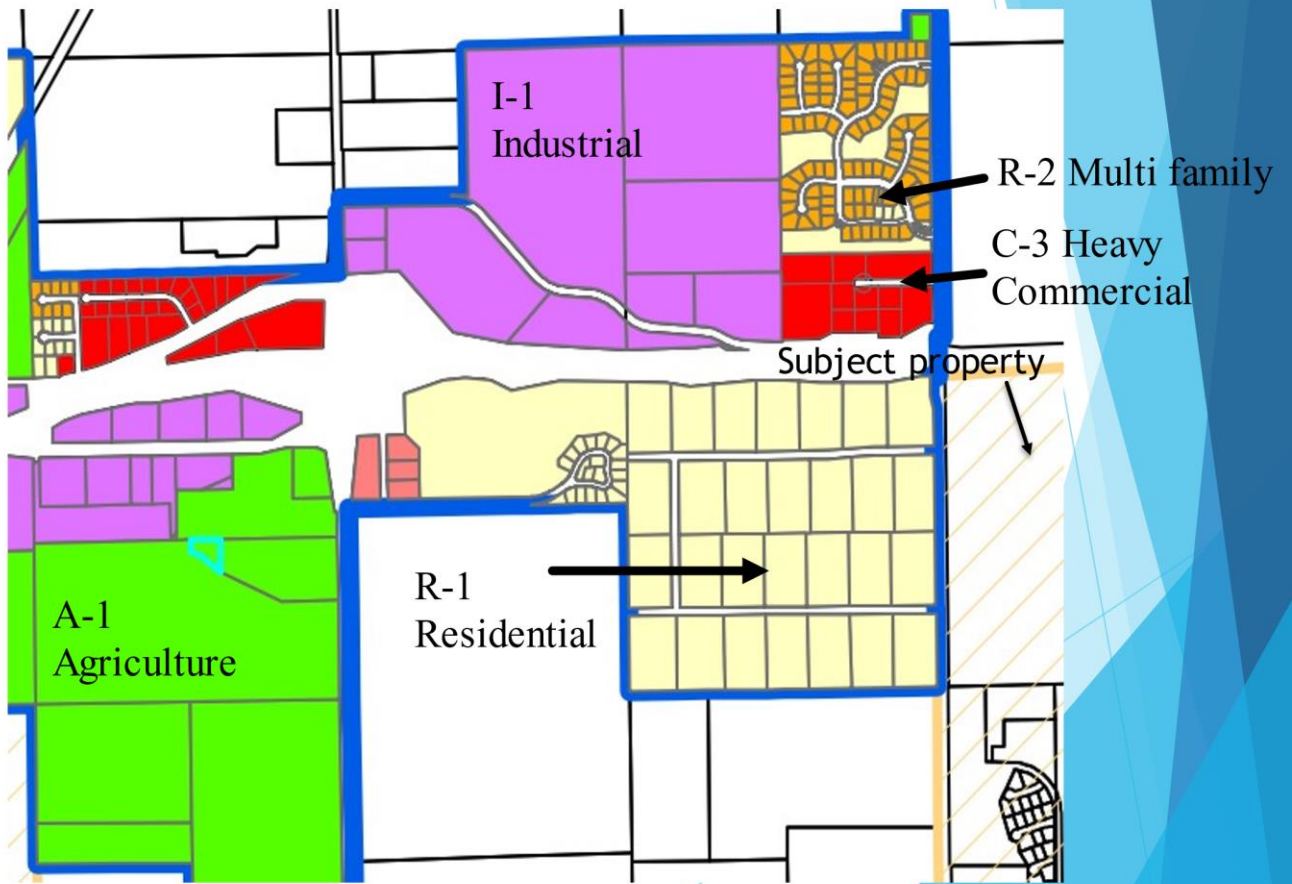 I-1
Industrial
R-2 Multi family
C-3 Heavy
Commercial
Subject property
R-1
Residential
A-1
Agriculture